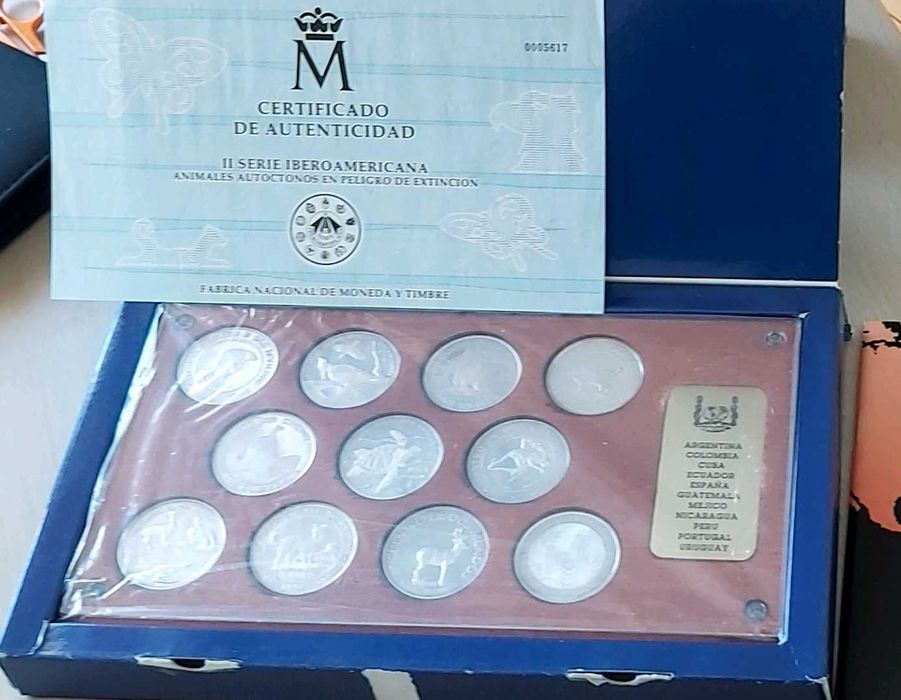 0005617
M
CERTIFICADO
DE AUTENTICIDAD
II SERIE IBEROAMERICANA
ANIMALES AUTOCTONOS EN PELIGRO DE EXTINCION
FABRICA NACIONAL DE MONEDA Y TIMBRE
ARGENTINA
COLOMBIA
CUBA
ECUADOR
ESPAÑA
GUATEMALA
MEJICO
NICARAGUA
PERU
PORTUGAL
URUGUAY